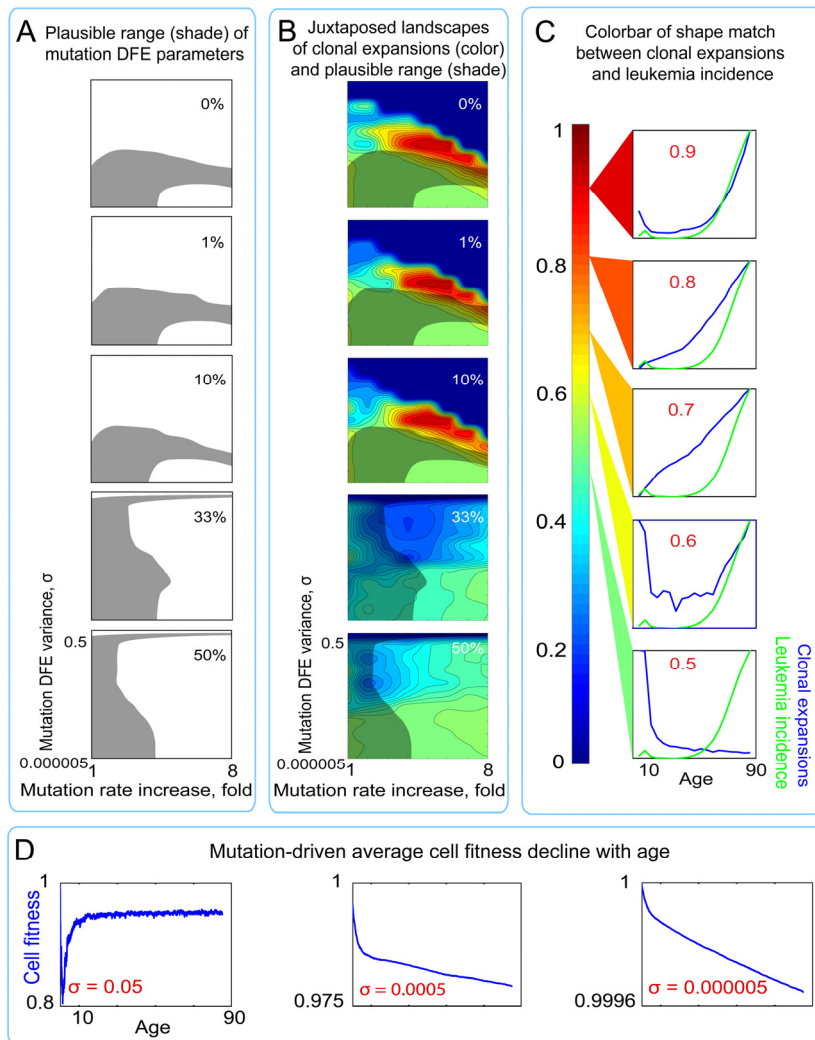 A
Plausible range (shade) of
mutation DFE parameters
0%
1%
10%
33%
50%
Mutation DFE variance, σ
0.5
0.0000005
1
8
Mutation rate increase, fold
B
Juxtaposed landscapes
of clonal expansions (color)
and plausible range (shade)
0%
1%
10%
33%
50%
Mutation DFE variance, σ
0.5
0.0000005
1
8
Mutation rate increase, fold
C
Colorbar of shape match
between clonal expansions
and leukemia incidence
1
0.8
0.6
0.4
0.2
0
0.9
0.8
0.7
0.6
0.5
10
Age
90
Clonal expansions
Leukemia incidence
D
Mutation-driven average cell fitness decline with age
Cell fitness
1
0.8
σ = 0.05
10
Age
90
1
0.975
σ = 0.0005
1
0.9996
σ = 0.000005